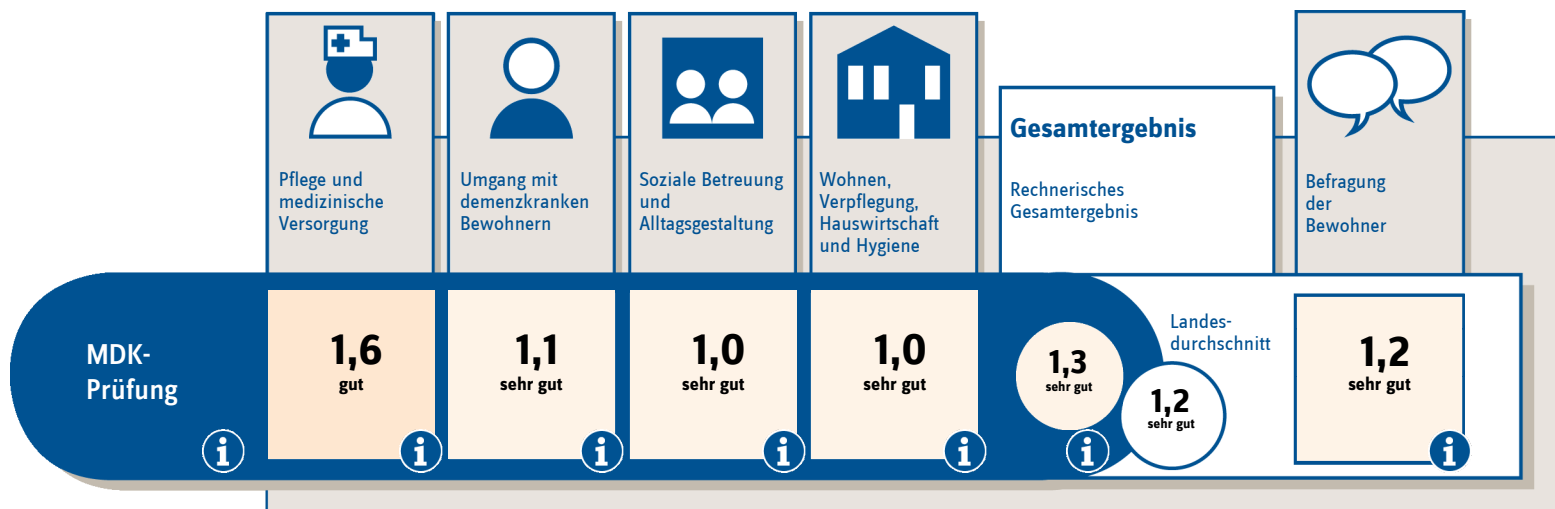 Pflege und
medizinische
Versorgung
Umgang mit
demenzkranken
Bewohnern
Soziale Betreuung
und
Alltagsgestaltung
Wohnen,
Verpflegung,
Hauswirtschaft
und Hygiene
Gesamtergebnis
Rechnerisches
Gesamtergebnis
Befragung
der
Bewohner
MDK-
Prüfung
i
1,6
gut
i
1,1
sehr gut
i
1,0
sehr gut
i
1,0
sehr gut
i
1,3
sehr gut
i
Landes-
durchschnitt
1,2
sehr gut
1,2
sehr gut
i